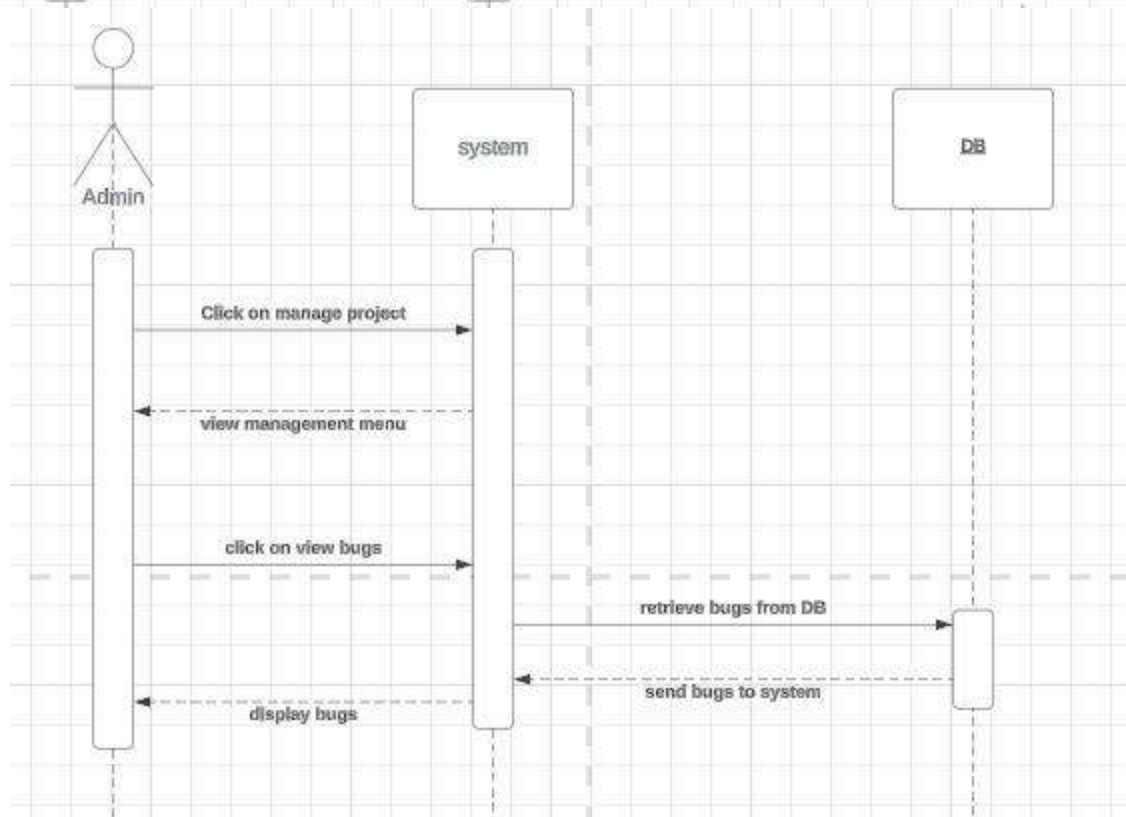 system
DB
Admin
Click on manage project
view management menu
click on view bugs
retrieve bugs from DB
send bugs to system
display bugs